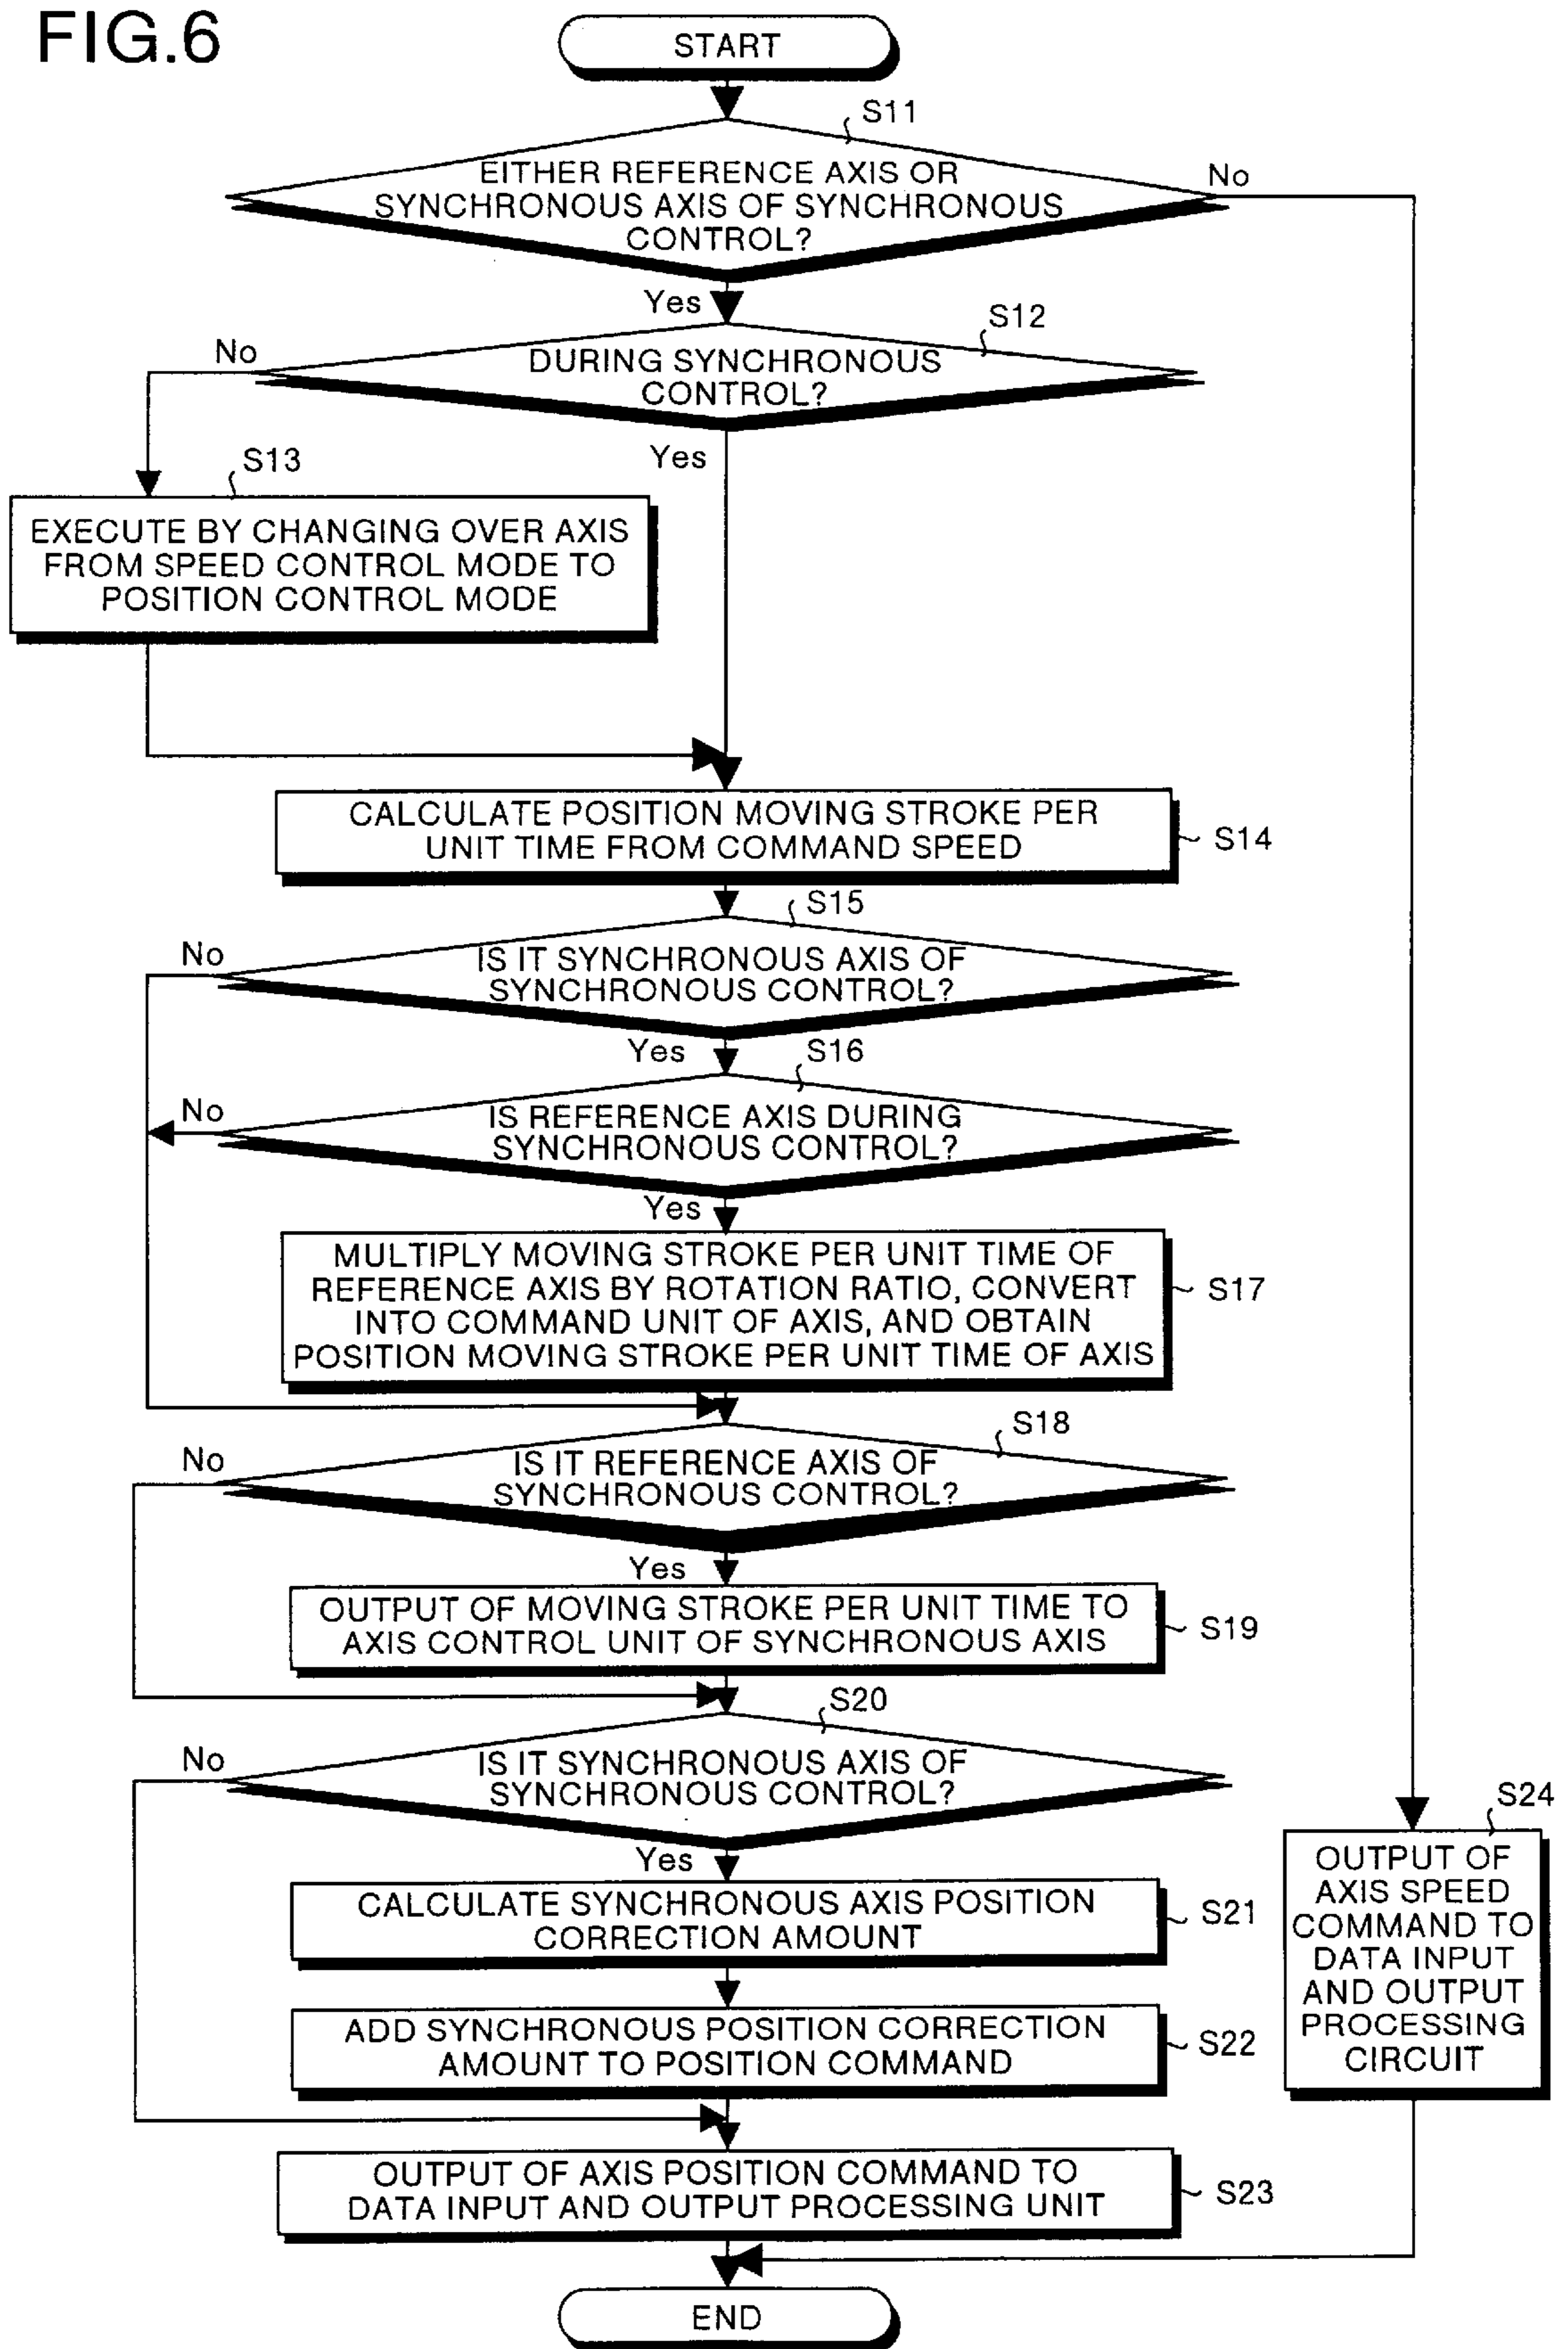 FIG.6
START
S11
EITHER REFERENCE AXIS OR
SYNCHRONOUS AXIS OF SYNCHRONOUS
CONTROL?
No
Yes
S12
DURING SYNCHRONOUS
CONTROL?
No
Yes
S13
EXECUTE BY CHANGING OVER AXIS
FROM SPEED CONTROL MODE TO
POSITION CONTROL MODE
CALCULATE POSITION MOVING STROKE PER
UNIT TIME FROM COMMAND SPEED
S14
S15
No
IS IT SYNCHRONOUS AXIS OF
SYNCHRONOUS CONTROL?
Yes
S16
No
IS REFERENCE AXIS DURING
SYNCHRONOUS CONTROL?
Yes
MULTIPLY MOVING STROKE PER UNIT TIME OF
REFERENCE AXIS BY ROTATION RATIO, CONVERT
INTO COMMAND UNIT OF AXIS, AND OBTAIN
POSITION MOVING STROKE PER UNIT TIME OF AXIS
S17
S18
No
IS IT REFERENCE AXIS OF
SYNCHRONOUS CONTROL?
Yes
OUTPUT OF MOVING STROKE PER UNIT TIME TO
AXIS CONTROL UNIT OF SYNCHRONOUS AXIS
S19
S20
No
IS IT SYNCHRONOUS AXIS OF
SYNCHRONOUS CONTROL?
Yes
CALCULATE SYNCHRONOUS AXIS POSITION
CORRECTION AMOUNT
S21
ADD SYNCHRONOUS POSITION CORRECTION
AMOUNT TO POSITION COMMAND
S22
S24
OUTPUT OF
AXIS SPEED
COMMAND TO
DATA INPUT
AND OUTPUT
PROCESSING
CIRCUIT
OUTPUT OF AXIS POSITION COMMAND TO
DATA INPUT AND OUTPUT PROCESSING UNIT
S23
END